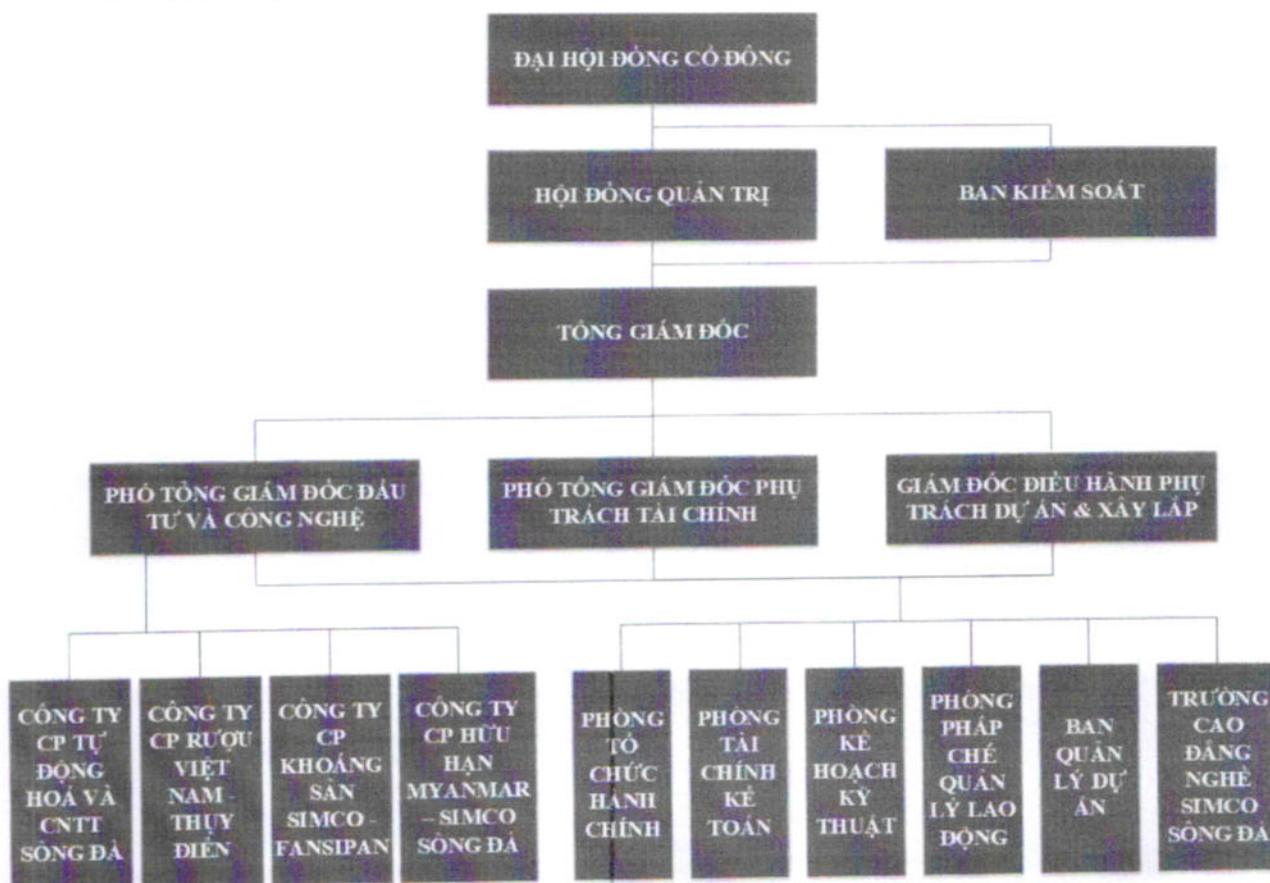 ĐẠI HỘI ĐỒNG CỔ ĐÔNG
HỘI ĐỒNG QUẢN TRỊ
BAN KIỂM SOÁT
TỔNG GIÁM ĐỐC
PHÓ TỔNG GIÁM ĐỐC ĐẦU
TƯ VÀ CÔNG NGHỆ
PHÓ TỔNG GIÁM ĐỐC PHỤ
TRÁCH TÀI CHÍNH
GIÁM ĐỐC ĐIỀU HÀNH PHỤ
TRÁCH DỰ ÁN & XÂY LẮP
CÔNG TY
CP TỰ
ĐỘNG
HOÁ VÀ
CNTT
SÔNG ĐÀ
CÔNG TY
CP RƯỢU
VIỆT
NAM -
THỤY
ĐIỂN
CÔNG TY
CP
KHOÁNG
SẢN
SIMCO -
FANSIPAN
CÔNG TY
CP HỮU
HẠN
MYANMAR
– SIMCO
SÔNG ĐÀ
PHÒNG
TỔ
CHỨC
HÀNH
CHÍNH
PHÒNG
TÀI
CHÍNH
KẾ
TOÁN
PHÒNG
KẾ
HOẠCH
KỸ
THUẬT
PHÒNG
PHÁP
CHẾ
QUẢN
LÝ LAO
ĐỘNG
BAN
QUẢN
LÝ DỰ
ÁN
TRƯỜNG
CAO
ĐẲNG
NGHỀ
SIMCO
SÔNG ĐÀ